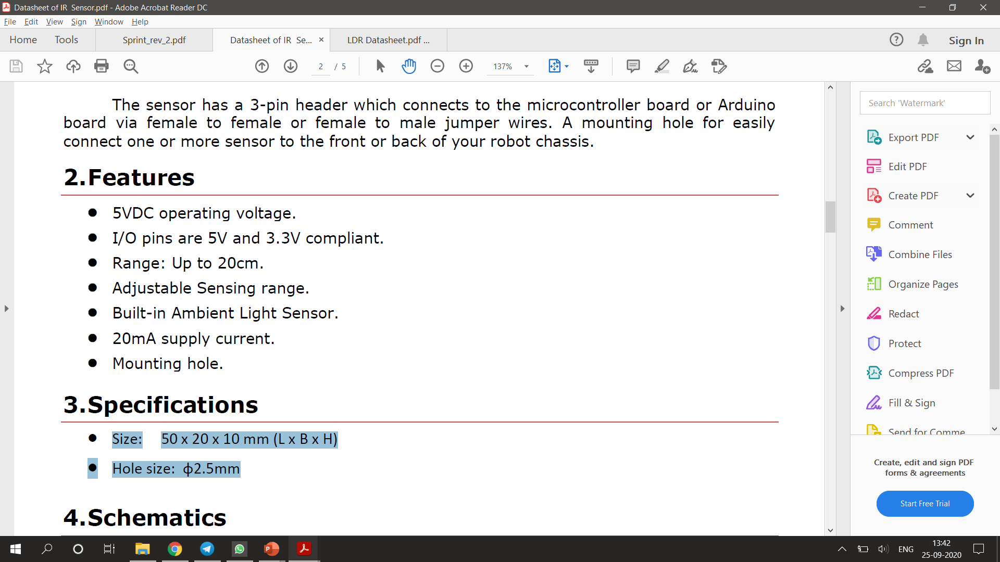 Datasheet of IR  Sensor.pdf - Adobe Acrobat Reader DC
File Edit View Sign Window Help
Home Tools Sprint_rev_2.pdf Datasheet of IR  Se... × LDR Datasheet.pdf ... Sign In
2 / 5 137%
The sensor has a 3-pin header which connects to the microcontroller board or Arduino
board via female to female or female to male jumper wires. A mounting hole for easily
connect one or more sensor to the front or back of your robot chassis.
2.Features
● 5VDC operating voltage.
● I/O pins are 5V and 3.3V compliant.
● Range: Up to 20cm.
● Adjustable Sensing range.
● Built-in Ambient Light Sensor.
● 20mA supply current.
● Mounting hole.
3.Specifications
● Size: 50 x 20 x 10 mm (L x B x H)
● Hole size: ϕ2.5mm
4.Schematics
Search 'Watermark'
Export PDF
Edit PDF
Create PDF
Comment
Combine Files
Organize Pages
Redact
Protect
Compress PDF
Fill & Sign
Send for Comme
Create, edit and sign PDF
forms & agreements
Start Free Trial
ENG
13:42
25-09-2020